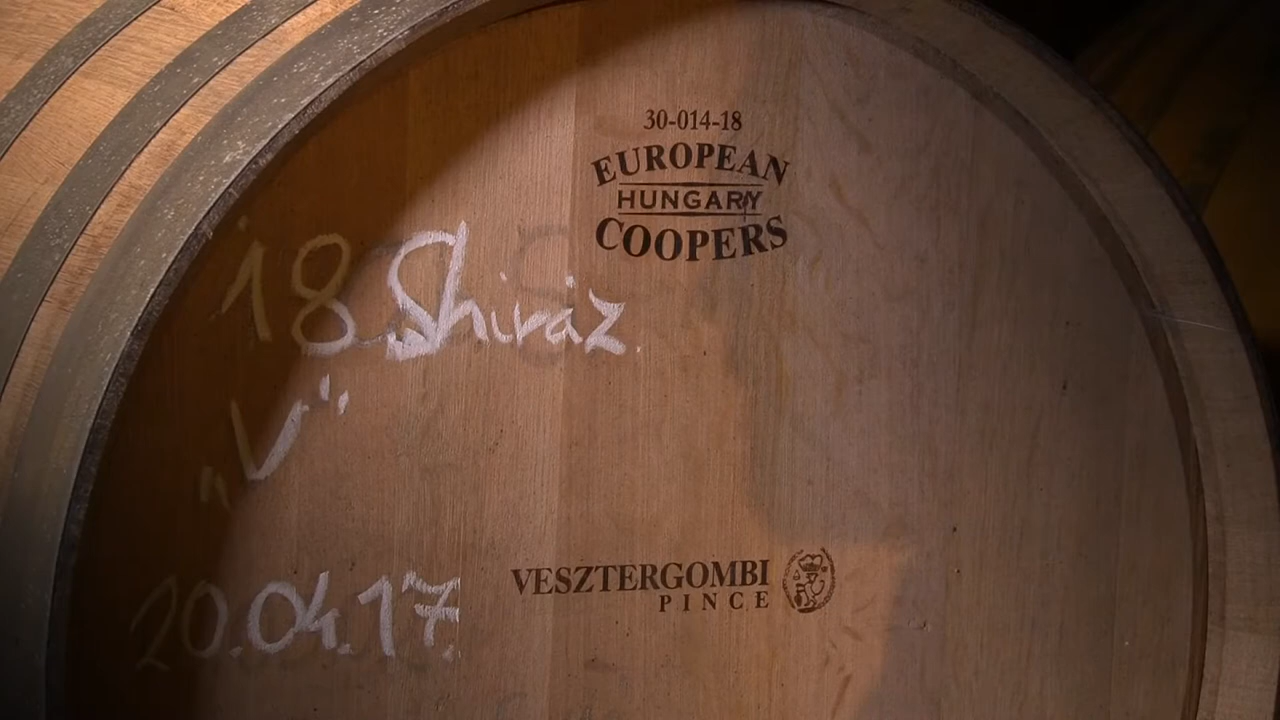 30-014-18
EUROPEAN
HUNGARY
COOPERS
18 Shiraz
„V”
VESZTERGOMBI
PINCE
20.04.17.